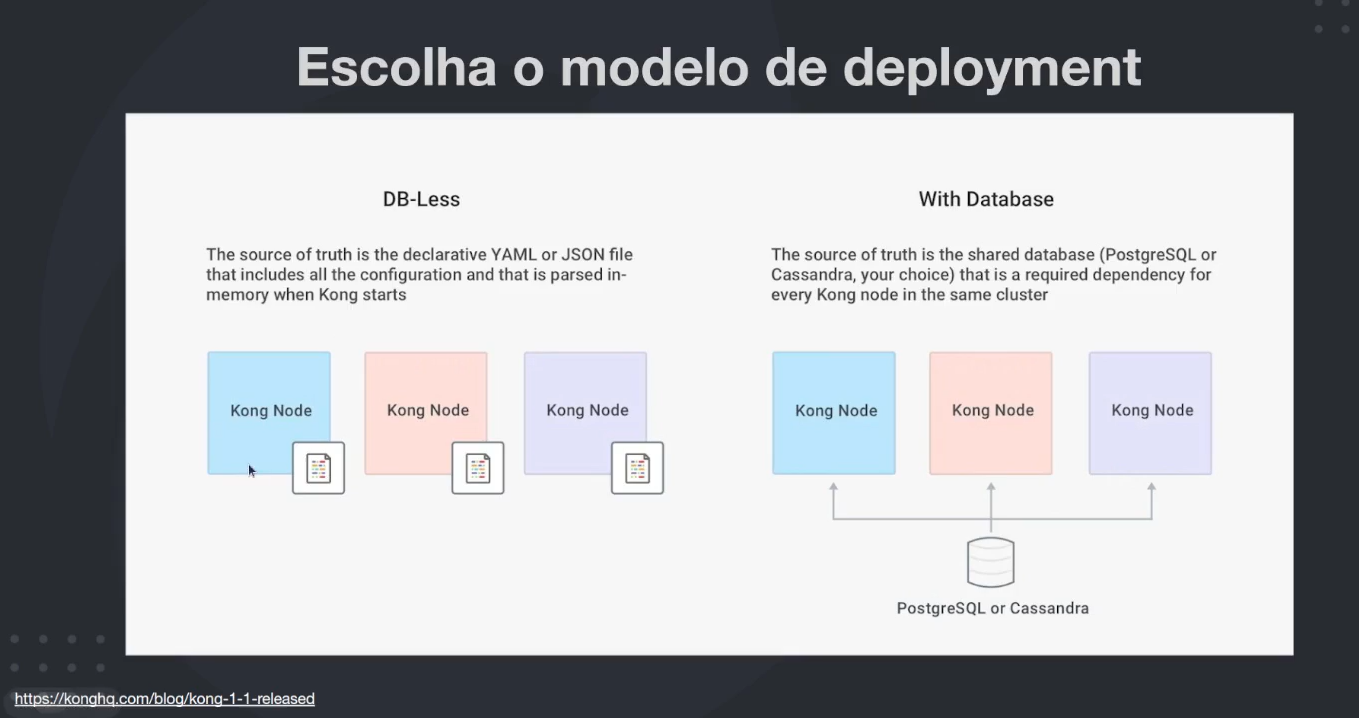 Escolha o modelo de deployment
DB-Less
The source of truth is the declarative YAML or JSON file
that includes all the configuration and that is parsed in-
memory when Kong starts
Kong Node
Kong Node
Kong Node
With Database
The source of truth is the shared database (PostgreSQL or
Cassandra, your choice) that is a required dependency for
every Kong node in the same cluster
Kong Node
Kong Node
Kong Node
PostgreSQL or Cassandra
https://konghq.com/blog/kong-1-1-released